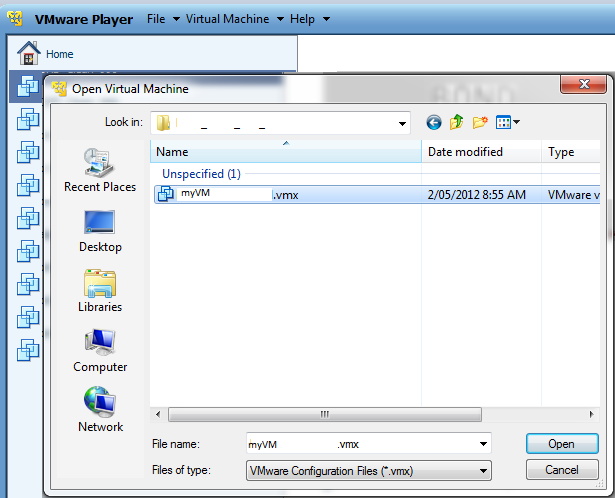 VMware Player File Virtual Machine Help
Home
Open Virtual Machine
Look in:
Name Date modified Type
Unspecified (1)
myVM .vmx 2/05/2012 8:55 AM VMware v
Recent Places
Desktop
Libraries
Computer
Network
File name: myVM .vmx Open
Files of type: VMware Configuration Files (*.vmx) Cancel